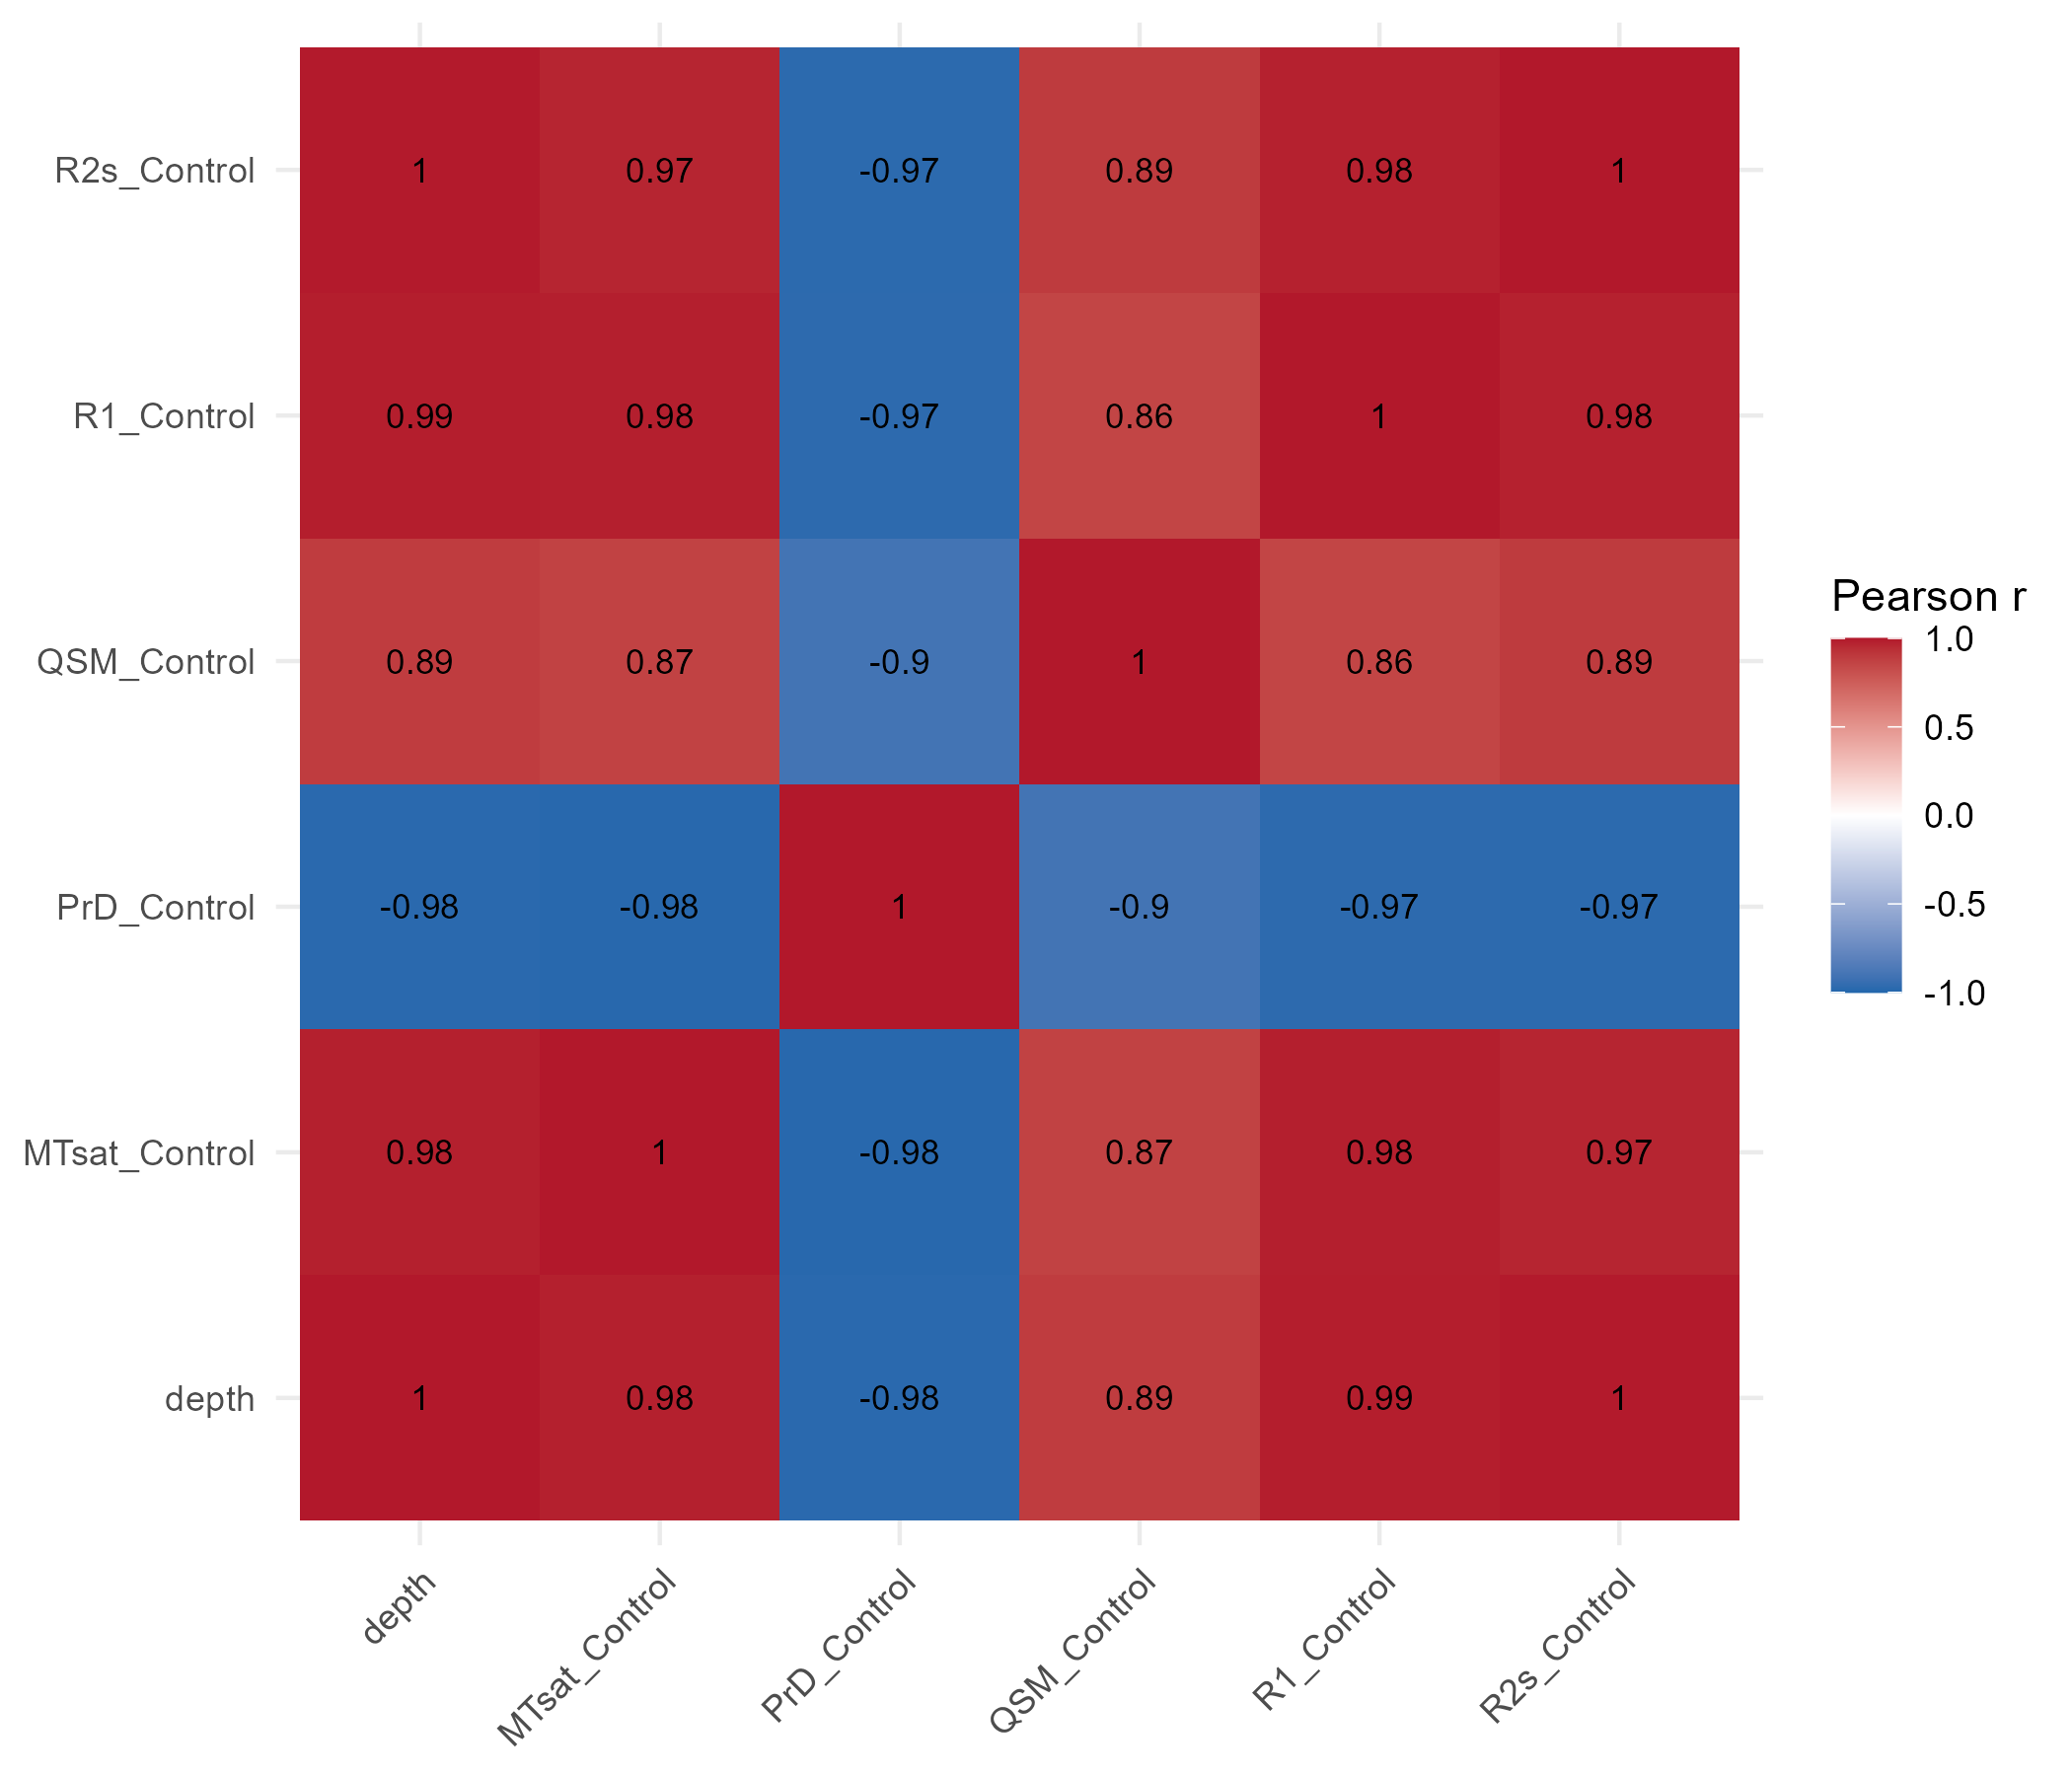 R2s_Control 1 0.97 -0.97 0.89 0.98 1
R1_Control 0.99 0.98 -0.97 0.86 1 0.98
QSM_Control 0.89 0.87 -0.9 1 0.86 0.89
PrD_Control -0.98 -0.98 1 -0.9 -0.97 -0.97
MTsat_Control 0.98 1 -0.98 0.87 0.98 0.97
depth 1 0.98 -0.98 0.89 0.99 1
depth MTsat_Control PrD_Control QSM_Control R1_Control R2s_Control
Pearson r
1.0
0.5
0.0
-0.5
-1.0